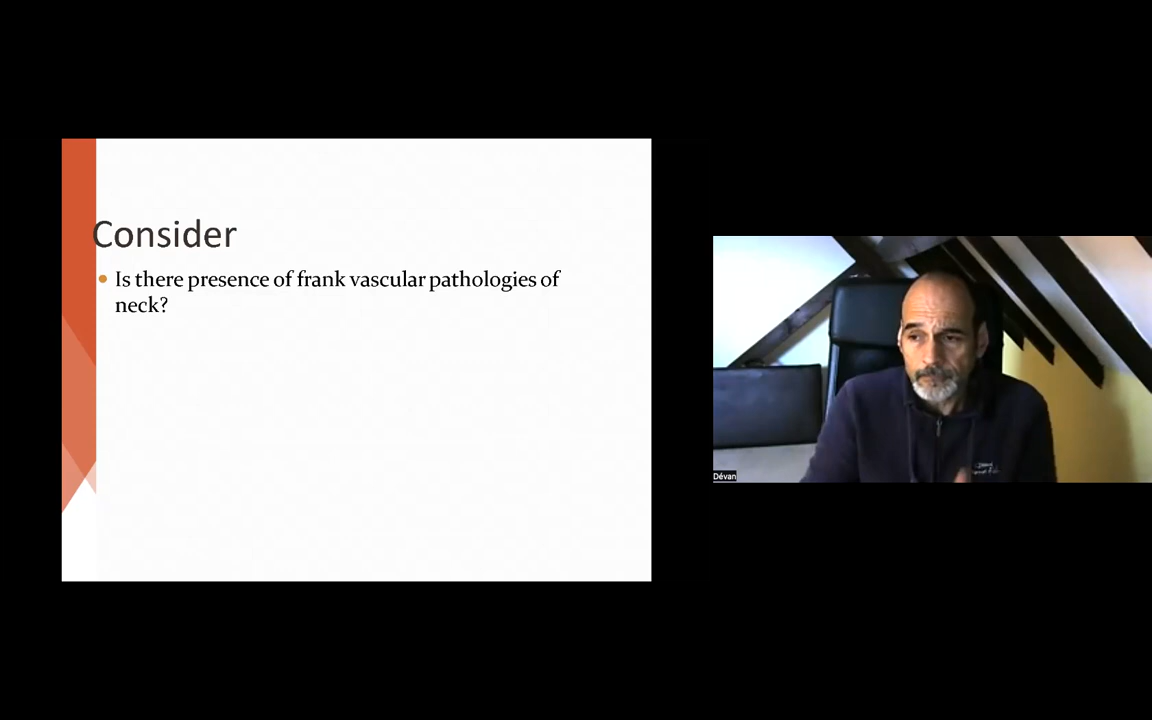 Consider
Is there presence of frank vascular pathologies of
neck?
Dévan